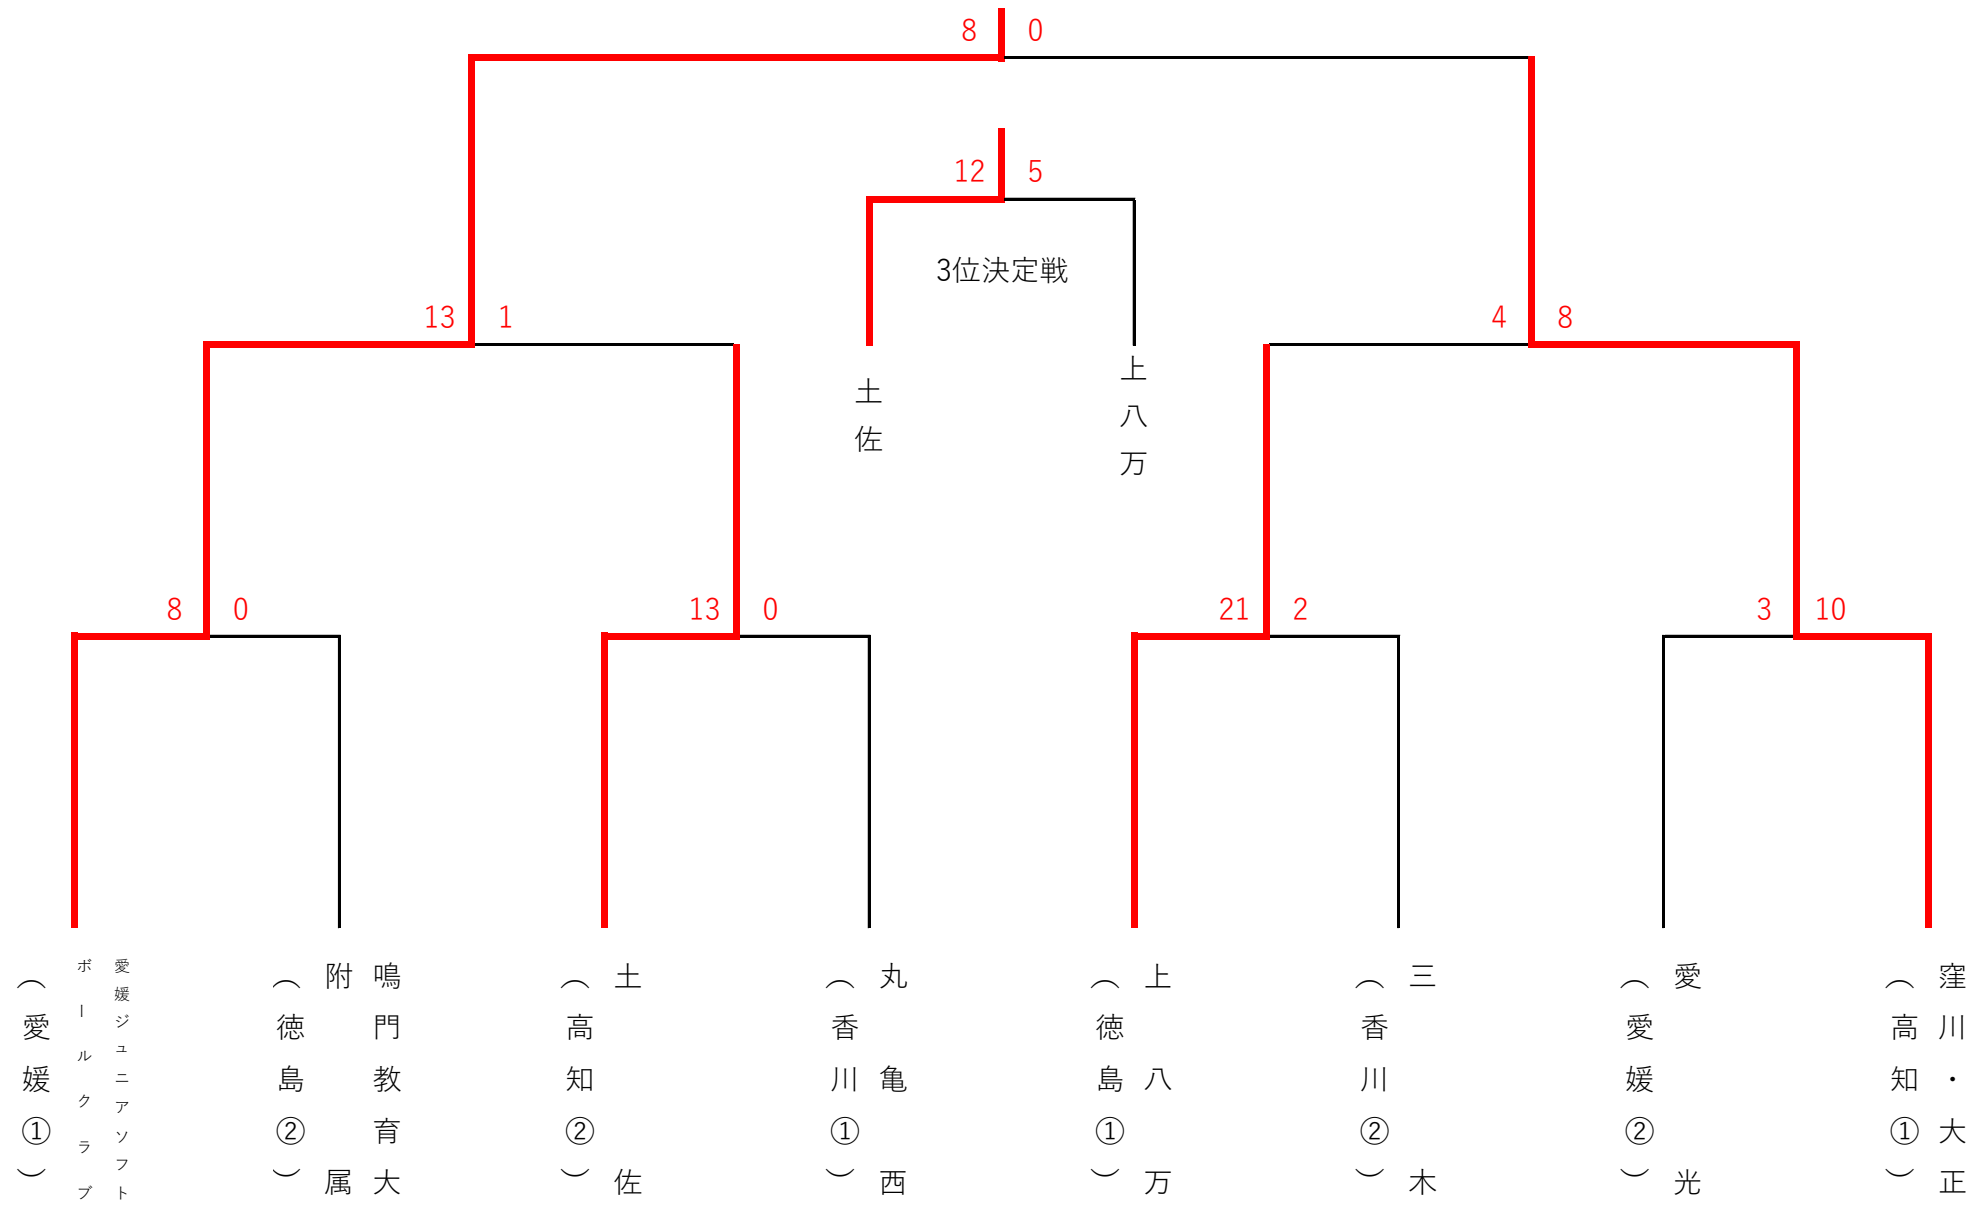 8 0
12 5
3位決定戦
13 1
4 8
土佐
上八万
8 0
13 0
21 2
3 10
愛媛ジュニアソフト
ボールクラブ
(愛媛①)
鳴門教育大
附属
(徳島②)
土佐
(高知②)
丸亀西
(香川①)
上八万
(徳島①)
三木
(香川②)
愛光
(愛媛②)
窪川・大正
(高知①)